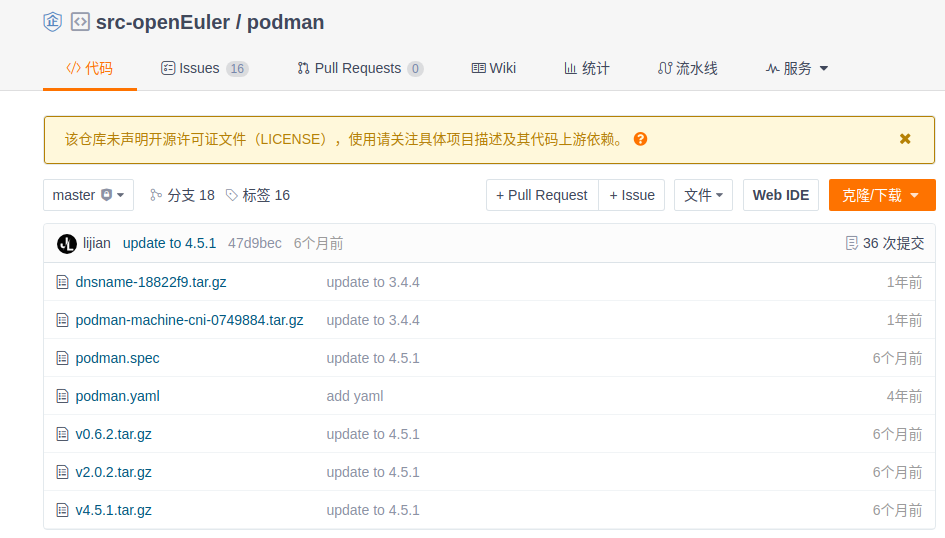 企 src-openEuler / podman
代码 Issues 16 Pull Requests 0 Wiki 统计 流水线 服务
该仓库未声明开源许可证文件（LICENSE），使用请关注具体项目描述及其代码上游依赖。 ?
master 分支 18 标签 16 + Pull Request + Issue 文件 Web IDE 克隆/下载
JL lijian update to 4.5.1 47d9bec 6个月前 36 次提交
dnsname-18822f9.tar.gz update to 3.4.4 1年前
podman-machine-cni-0749884.tar.gz update to 3.4.4 1年前
podman.spec update to 4.5.1 6个月前
podman.yaml add yaml 4年前
v0.6.2.tar.gz update to 4.5.1 6个月前
v2.0.2.tar.gz update to 4.5.1 6个月前
v4.5.1.tar.gz update to 4.5.1 6个月前